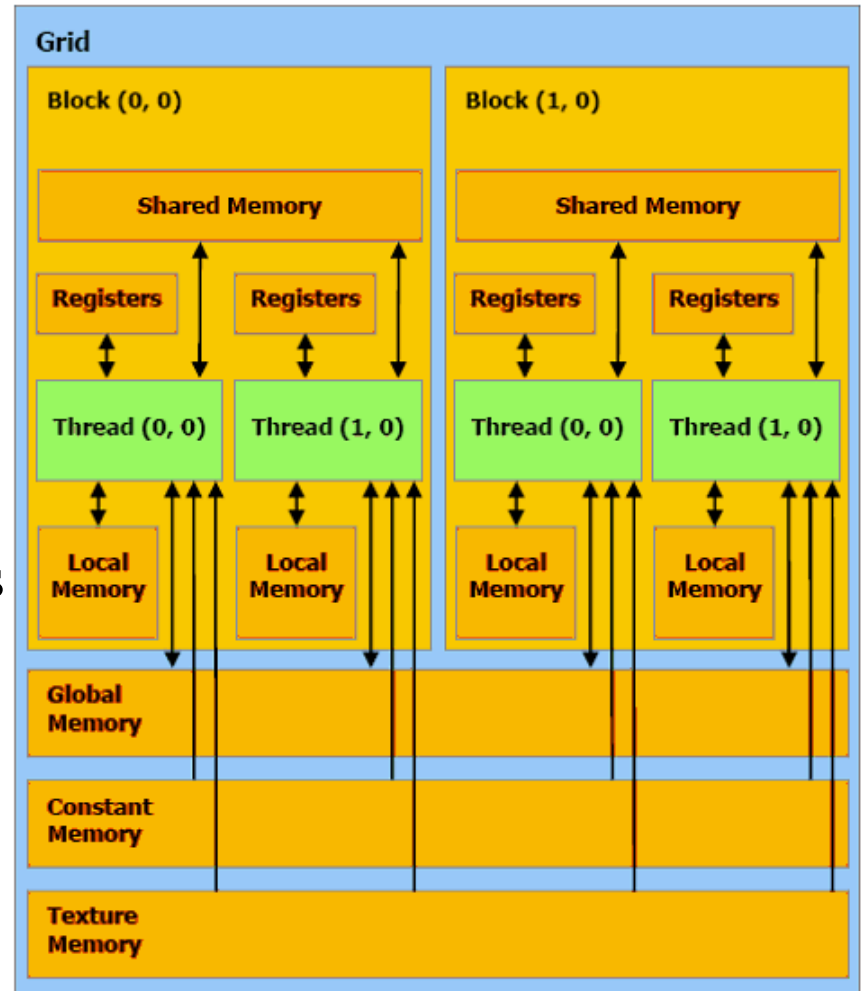 Grid
Block (0, 0)
Block (1, 0)
Shared Memory
Shared Memory
Registers
Registers
Registers
Registers
Thread (0, 0)
Thread (1, 0)
Thread (0, 0)
Thread (1, 0)
Local
Memory
Local
Memory
Local
Memory
Local
Memory
Global
Memory
Constant
Memory
Texture
Memory